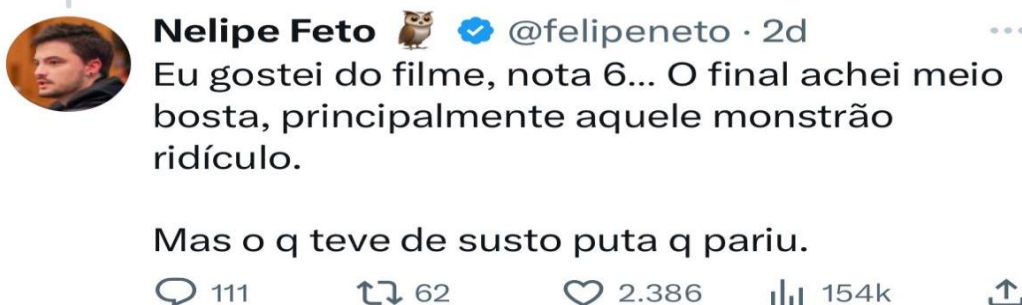 Nelipe Feto 🦉 @felipeneto · 2d
Eu gostei do filme, nota 6... O final achei meio
bosta, principalmente aquele monstrão
ridículo.
Mas o q teve de susto puta q pariu.
111 62 2.386 154k